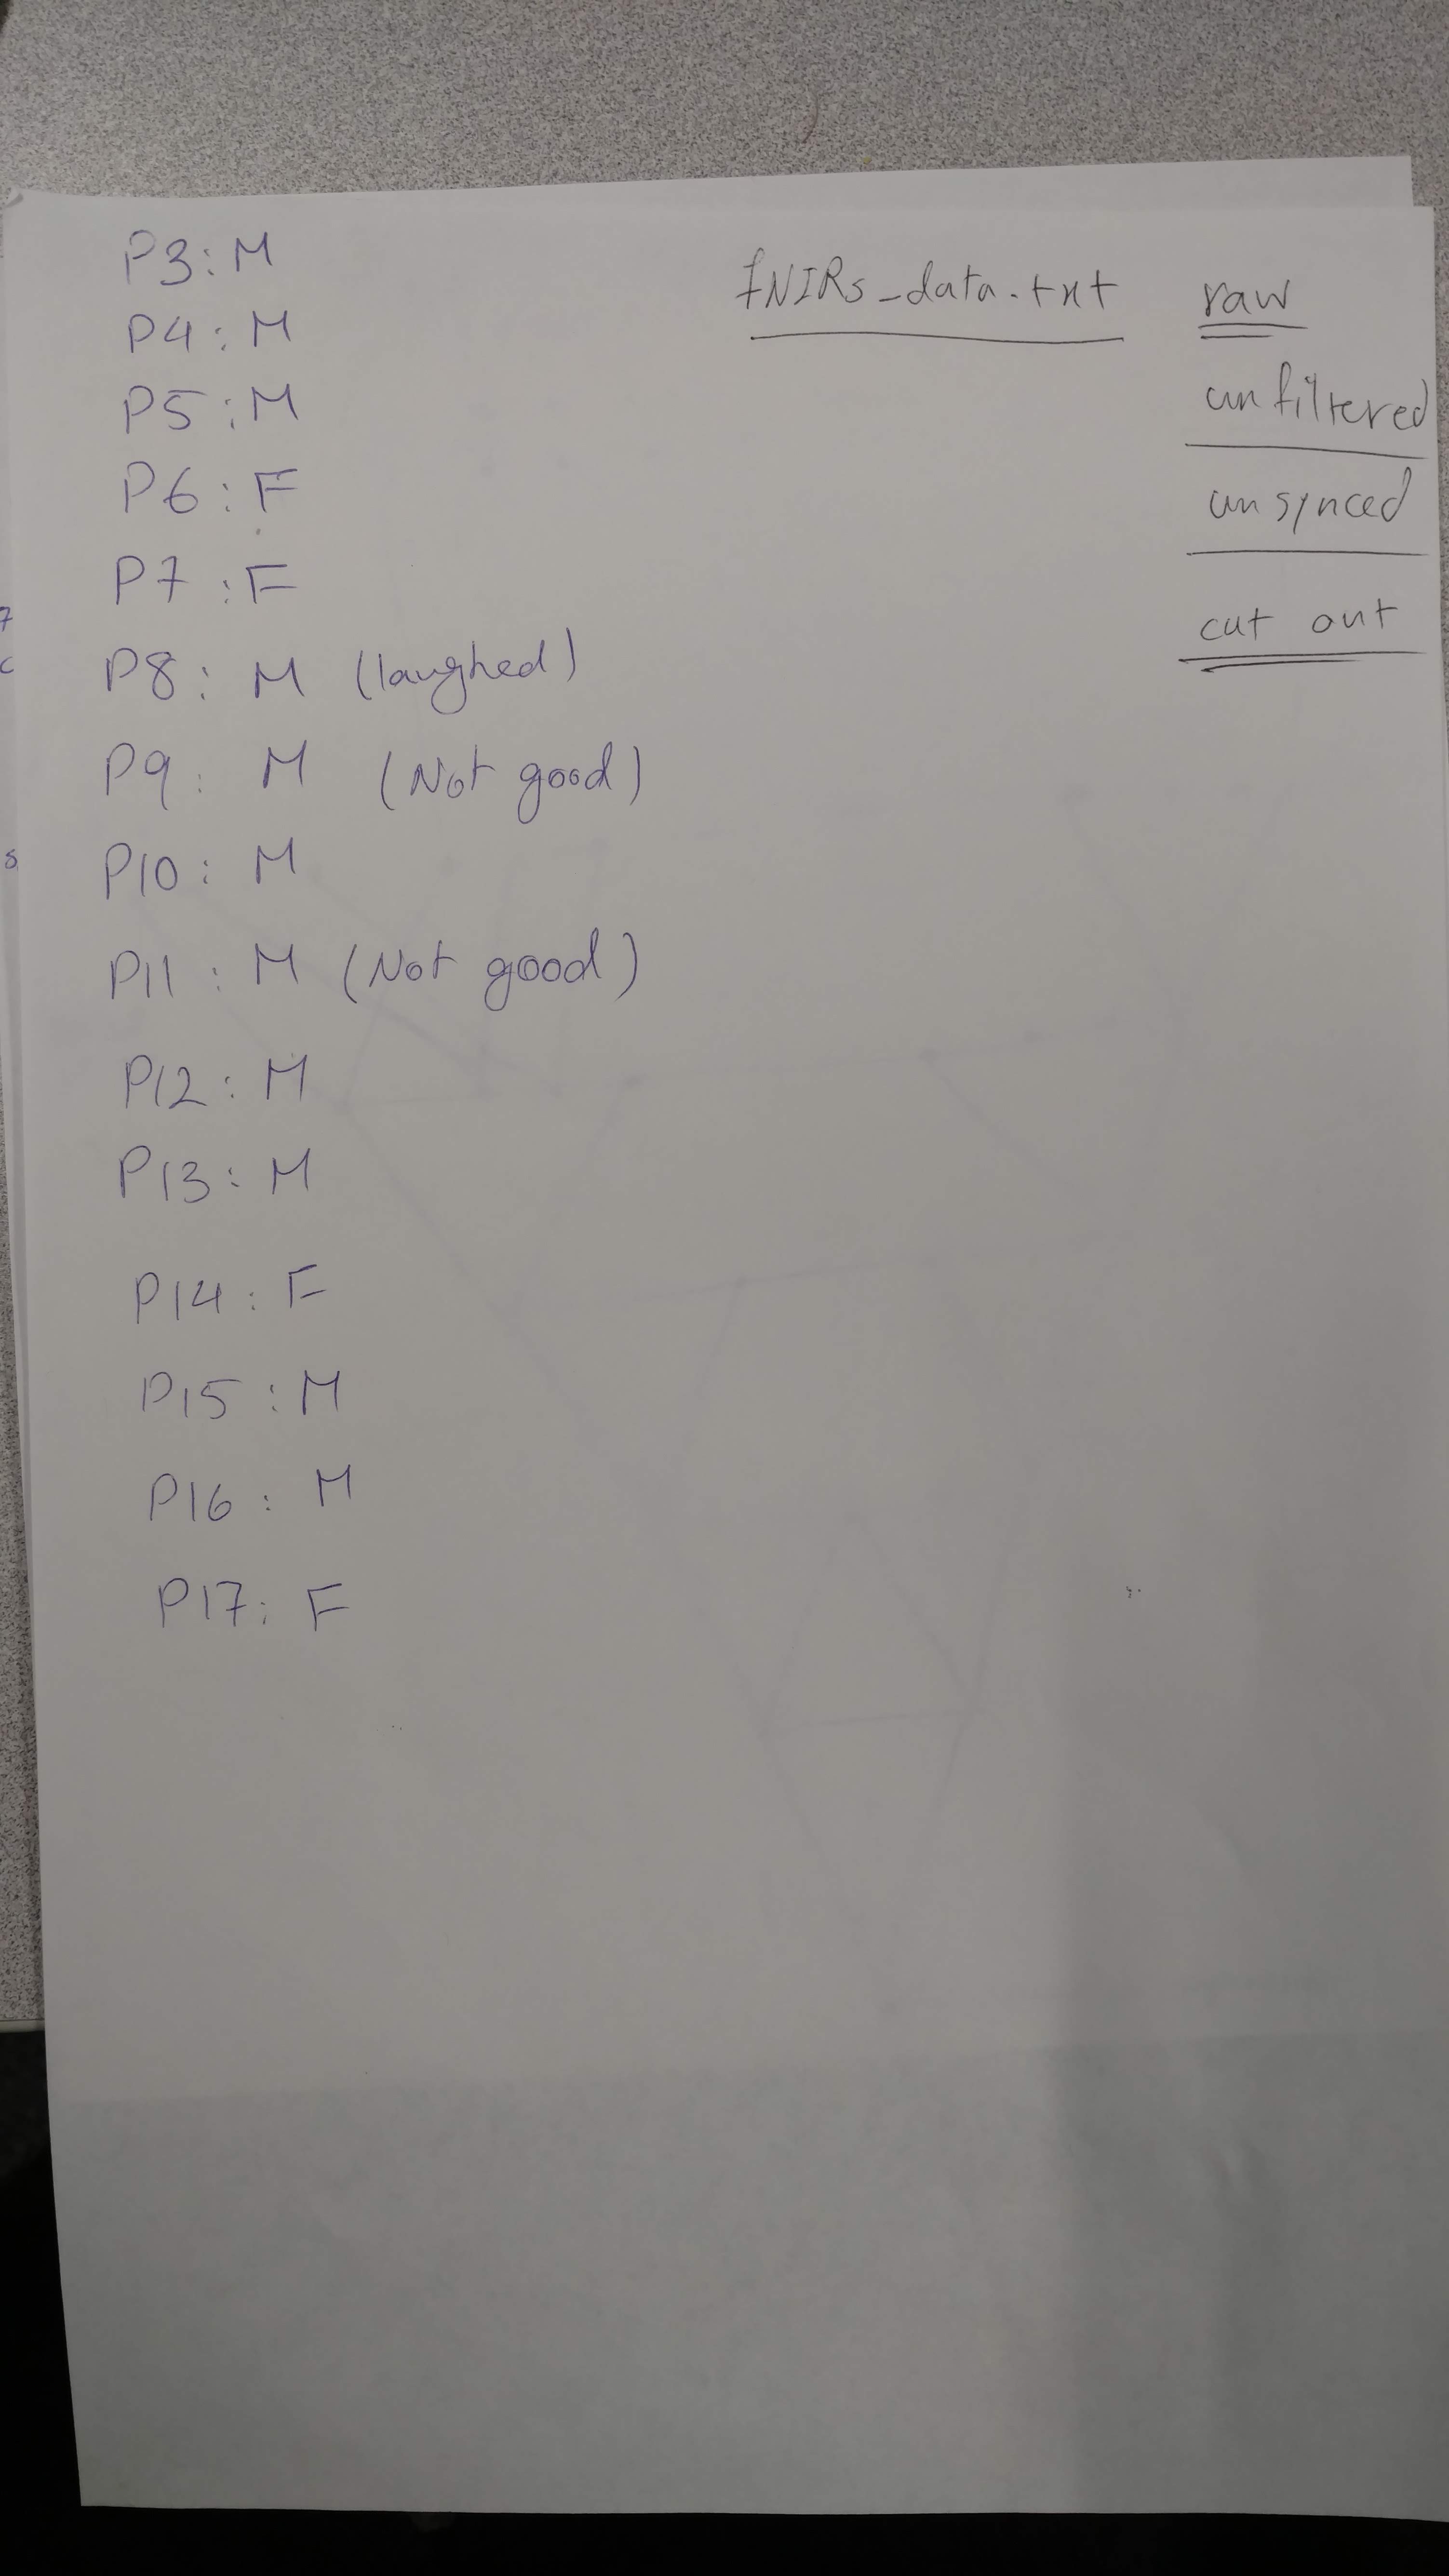 P3: M
P4: M
P5: M
P6: F
P7: F
P8: M (laughed)
P9: M (Not good)
P10: M
P11: M (Not good)
P12: M
P13: M
P14: F
P15: M
P16: M
P17: F
fNIRs_data.txt raw
unfiltered
unsynced
cut out